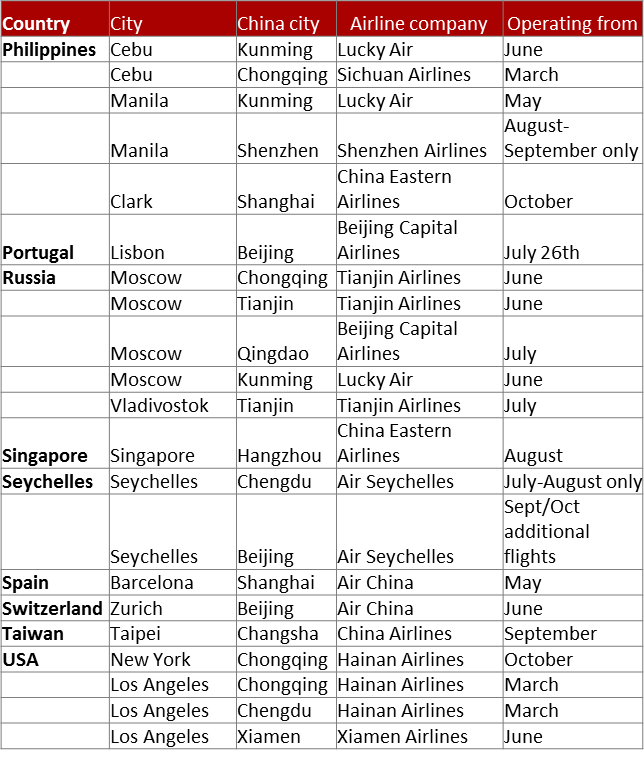 Country City China city Airline company Operating from
Philippines Cebu Kunming Lucky Air June
Cebu Chongqing Sichuan Airlines March
Manila Kunming Lucky Air May
August-
Manila Shenzhen Shenzhen Airlines September only
China Eastern
Clark Shanghai Airlines October
Beijing Capital
Portugal Lisbon Beijing Airlines July 26th
Russia Moscow Chongqing Tianjin Airlines June
Moscow Tianjin Tianjin Airlines June
Beijing Capital
Moscow Qingdao Airlines July
Moscow Kunming Lucky Air June
Vladivostok Tianjin Tianjin Airlines July
China Eastern
Singapore Singapore Hangzhou Airlines August
Seychelles Seychelles Chengdu Air Seychelles July-August only
Sept/Oct
additional
Seychelles Beijing Air Seychelles flights
Spain Barcelona Shanghai Air China May
Switzerland Zurich Beijing Air China June
Taiwan Taipei Changsha China Airlines September
USA New York Chongqing Hainan Airlines October
Los Angeles Chongqing Hainan Airlines March
Los Angeles Chengdu Hainan Airlines March
Los Angeles Xiamen Xiamen Airlines June